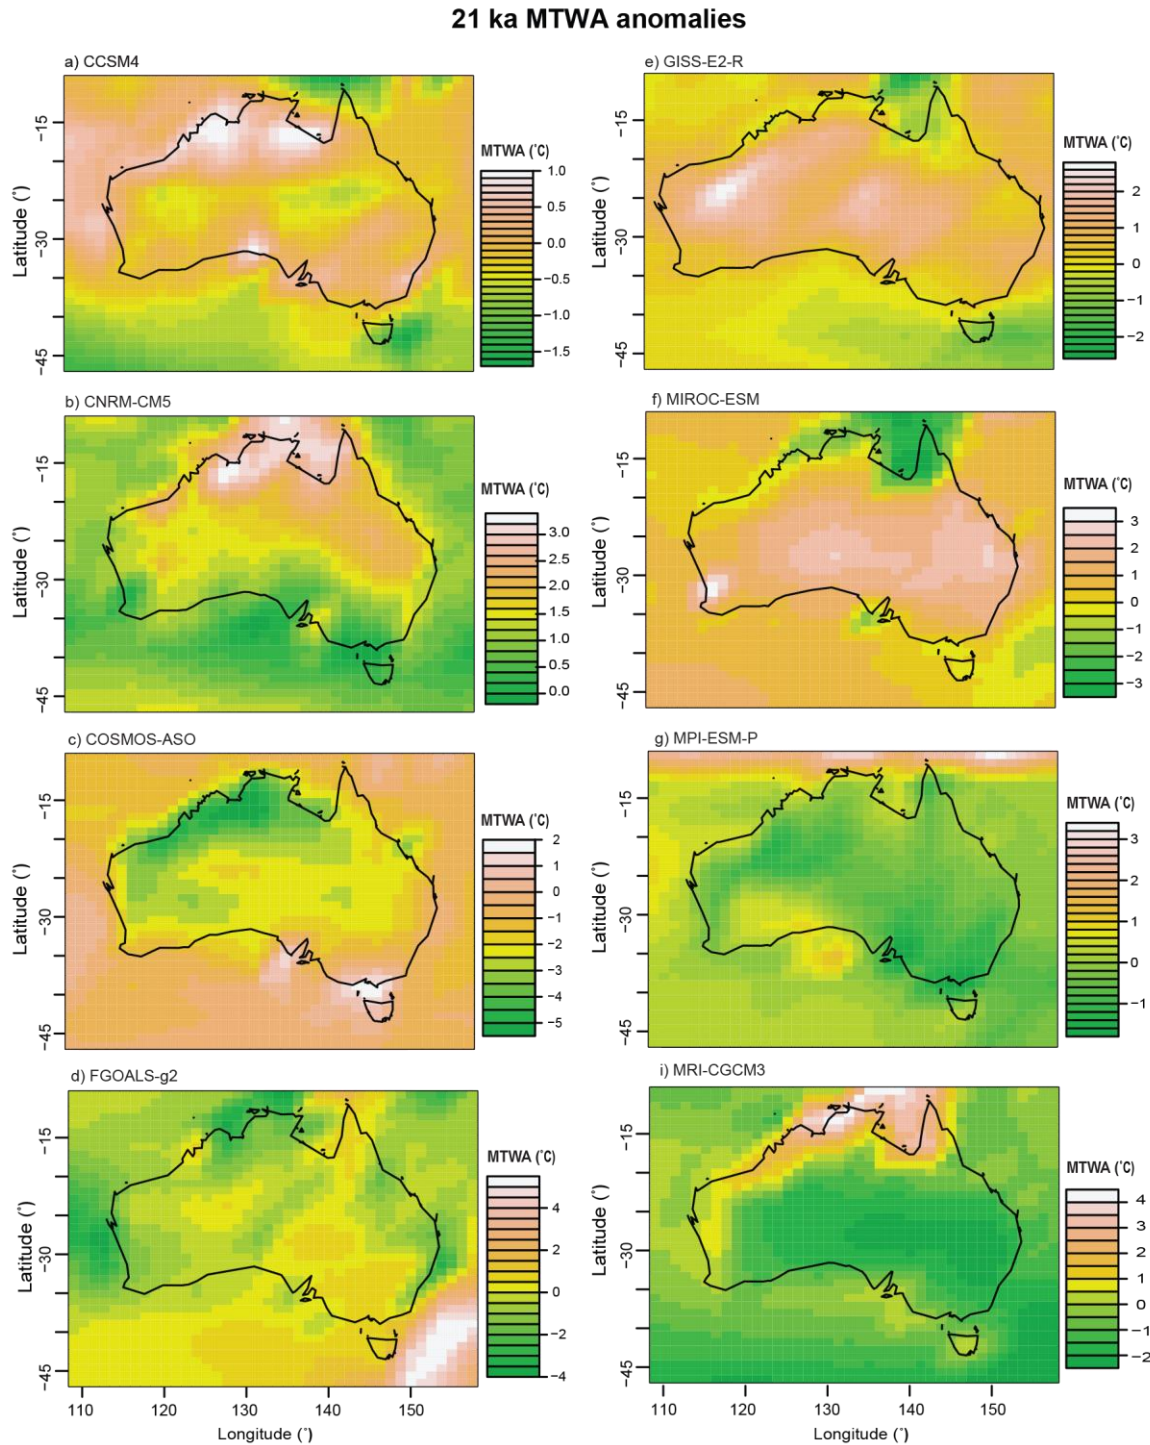 21 ka MTWA anomalies
a) CCSM4
Latitude (°)
-15
-30
-45
MTWA (°C)
1.0
0.5
0.0
-0.5
-1.0
-1.5
e) GISS-E2-R
Latitude (°)
-15
-30
-45
MTWA (°C)
2
1
0
-1
-2
b) CNRM-CM5
Latitude (°)
-15
-30
-45
MTWA (°C)
3.0
2.5
2.0
1.5
1.0
0.5
0.0
f) MIROC-ESM
Latitude (°)
-15
-30
-45
MTWA (°C)
3
2
1
0
-1
-2
-3
c) COSMOS-ASO
Latitude (°)
-15
-30
-45
MTWA (°C)
2
1
0
-1
-2
-3
-4
-5
g) MPI-ESM-P
Latitude (°)
-15
-30
-45
MTWA (°C)
3
2
1
0
-1
d) FGOALS-g2
Latitude (°)
-15
-30
-45
MTWA (°C)
4
2
0
-2
-4
110 120 130 140 150
Longitude (°)
i) MRI-CGCM3
Latitude (°)
-15
-30
-45
MTWA (°C)
4
3
2
1
0
-1
-2
110 120 130 140 150
Longitude (°)